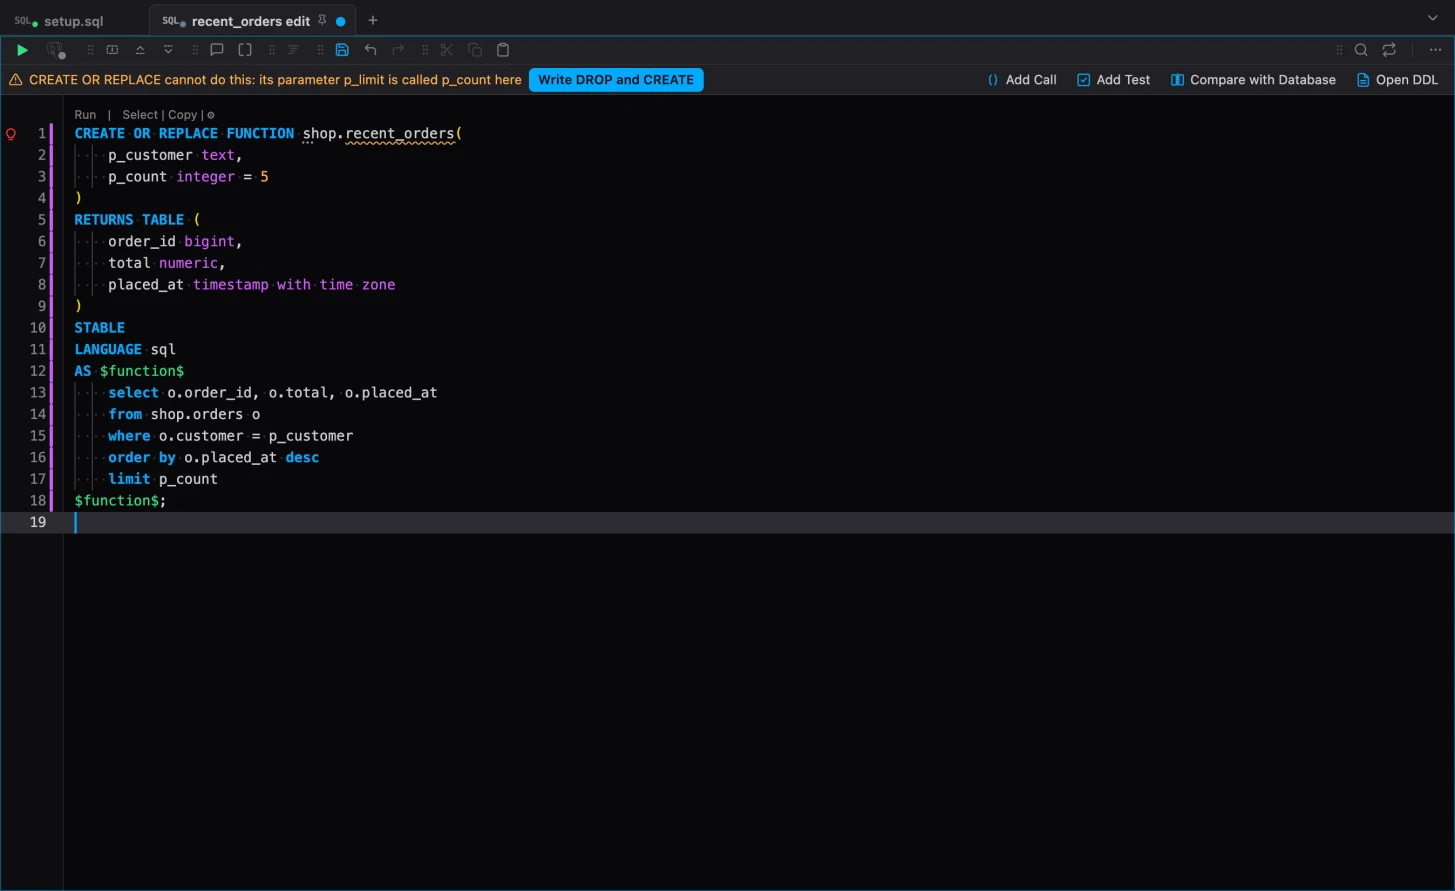 SQL setup.sql
SQL recent_orders edit
CREATE OR REPLACE cannot do this: its parameter p_limit is called p_count here Write DROP and CREATE () Add Call Add Test Compare with Database Open DDL
Run | Select | Copy |
1 CREATE OR REPLACE FUNCTION shop.recent_orders(
2 p_customer text,
3 p_count integer = 5
4 )
5 RETURNS TABLE (
6 order_id bigint,
7 total numeric,
8 placed_at timestamp with time zone
9 )
10 STABLE
11 LANGUAGE sql
12 AS $function$
13 select o.order_id, o.total, o.placed_at
14 from shop.orders o
15 where o.customer = p_customer
16 order by o.placed_at desc
17 limit p_count
18 $function$;
19